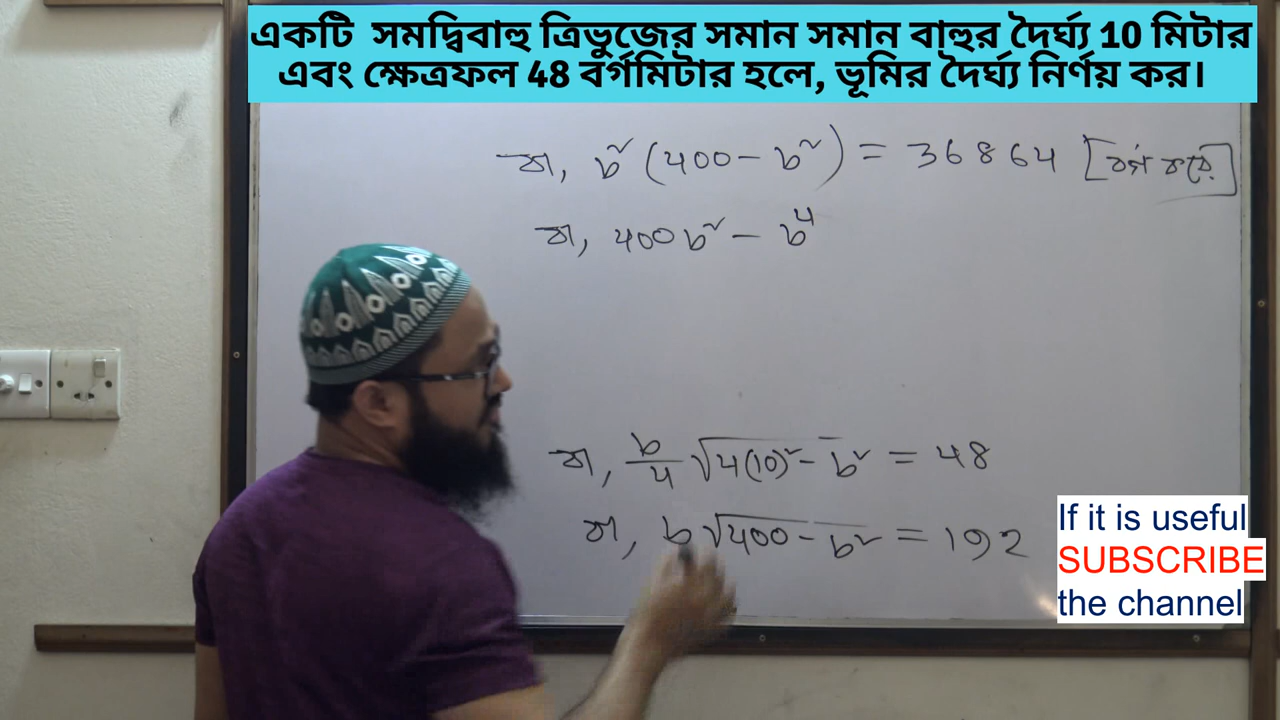 একটি সমদ্বিবাহু ত্রিভুজের সমান সমান বাহুর দৈর্ঘ্য 10 মিটার
এবং ক্ষেত্রফল 48 বর্গমিটার হলে, ভূমির দৈর্ঘ্য নির্ণয় কর।
বা, b² (400 - b²) = 36864 [বর্গ করে]
বা, 400b² - b⁴
বা, b/4 √4(10)² - b² = 48
বা, b√400 - b² = 192
If it is useful
SUBSCRIBE
the channel